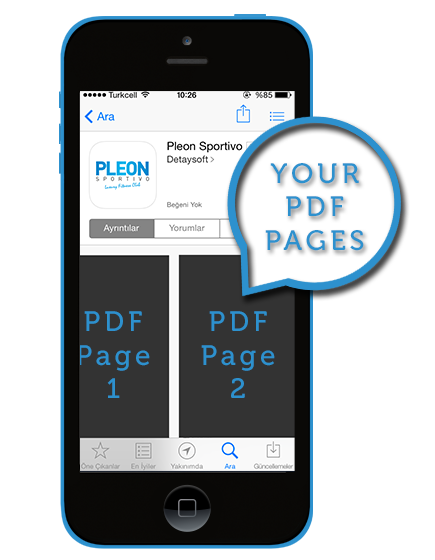 Turkcell 10:26 %85
Ara
Pleon Sportivo
Detaysoft >
PLEON
SPORTIVO
Luxury Fitness Club
Beğeni Yok
Ayrıntılar
Yorumlar
YOUR
PDF
PAGES
PDF
Page
1
PDF
Page
2
Öne Çıkanlar
En İyiler
Yakınımda
Ara
Güncellemeler